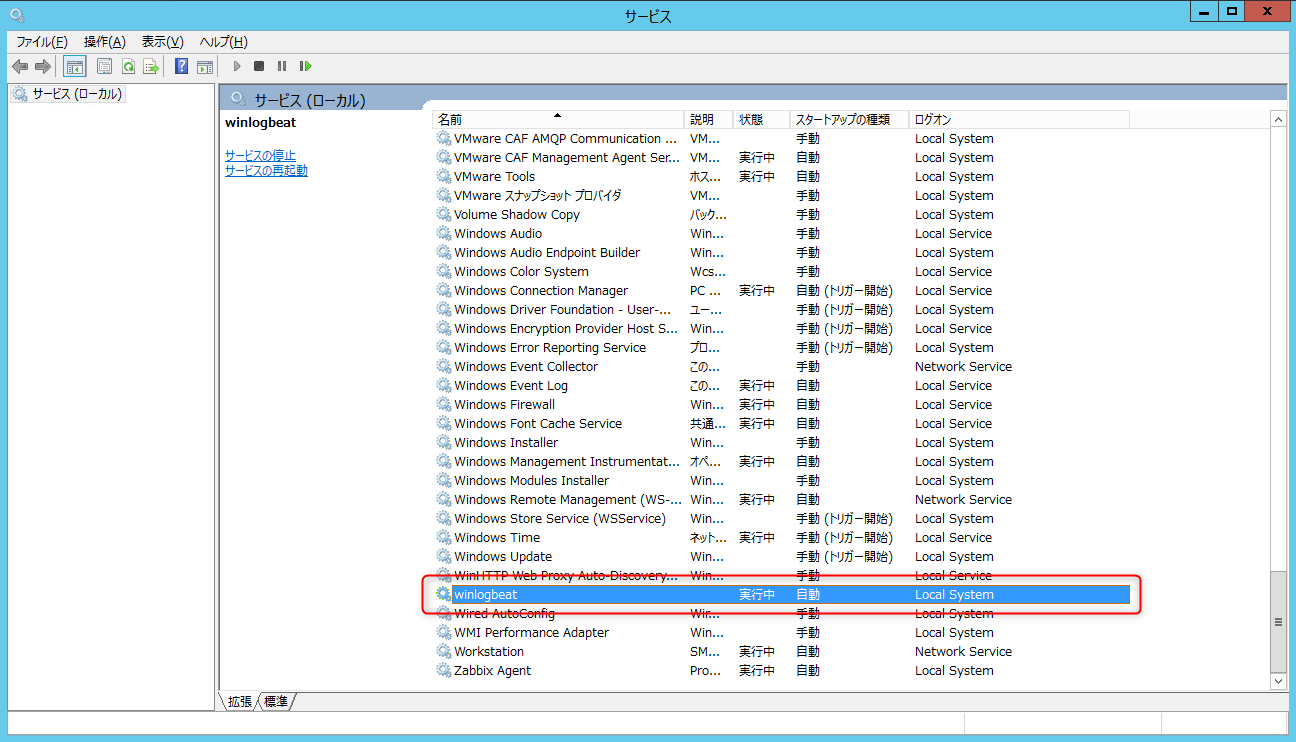 サービス
ファイル(F) 操作(A) 表示(V) ヘルプ(H)
サービス (ローカル)
サービス (ローカル)
winlogbeat
サービスの停止
サービスの再起動
名前 説明 状態 スタートアップの種類 ログオン
VMware CAF AMQP Communication ... VM... 手動 Local System
VMware CAF Management Agent Ser... VM... 実行中 自動 Local System
VMware Tools ホス... 実行中 自動 Local System
VMware スナップショット プロバイダ VM... 手動 Local System
Volume Shadow Copy バック... 手動 Local System
Windows Audio Win... 手動 Local Service
Windows Audio Endpoint Builder Win... 手動 Local System
Windows Color System Wcs... 手動 Local Service
Windows Connection Manager PC ... 実行中 自動 (トリガー開始) Local Service
Windows Driver Foundation - User-... ユー... 手動 (トリガー開始) Local System
Windows Encryption Provider Host S... Win... 手動 (トリガー開始) Local Service
Windows Error Reporting Service プロ... 手動 (トリガー開始) Local System
Windows Event Collector この... 手動 Network Service
Windows Event Log この... 実行中 自動 Local Service
Windows Firewall Win... 実行中 自動 Local Service
Windows Font Cache Service 共通... 実行中 自動 Local Service
Windows Installer Win... 手動 Local System
Windows Management Instrumentat... オペ... 実行中 自動 Local System
Windows Modules Installer Win... 手動 Local System
Windows Remote Management (WS-... Win... 実行中 自動 Network Service
Windows Store Service (WSService) Win... 手動 (トリガー開始) Local System
Windows Time ネット... 実行中 手動 (トリガー開始) Local Service
Windows Update Win... 手動 (トリガー開始) Local System
WinHTTP Web Proxy Auto-Discovery... Win... 手動 Local Service
winlogbeat 実行中 自動 Local System
Wired AutoConfig Wir... 手動 Local System
WMI Performance Adapter Win... 手動 Local System
Workstation SM... 実行中 自動 Network Service
Zabbix Agent Pro... 実行中 自動 Local System
拡張 標準